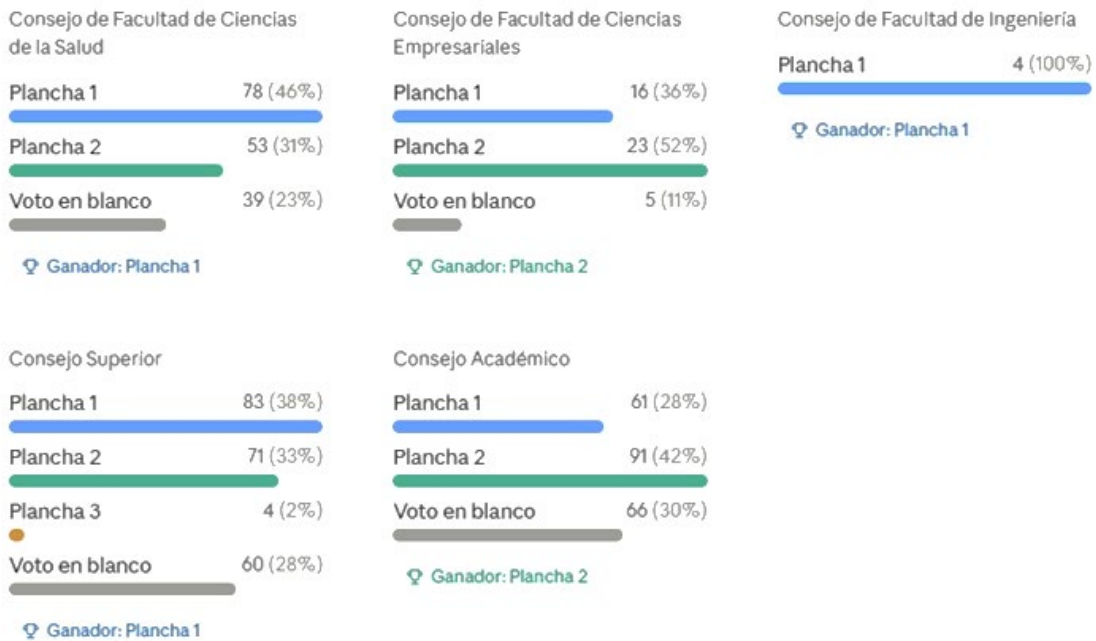 Consejo de Facultad de Ciencias
de la Salud
Plancha 1 78 (46%)
Plancha 2 53 (31%)
Voto en blanco 39 (23%)
Ganador: Plancha 1
Consejo de Facultad de Ciencias
Empresariales
Plancha 1 16 (36%)
Plancha 2 23 (52%)
Voto en blanco 5 (11%)
Ganador: Plancha 2
Consejo de Facultad de Ingeniería
Plancha 1 4 (100%)
Ganador: Plancha 1
Consejo Superior
Plancha 1 83 (38%)
Plancha 2 71 (33%)
Plancha 3 4 (2%)
Voto en blanco 60 (28%)
Ganador: Plancha 1
Consejo Académico
Plancha 1 61 (28%)
Plancha 2 91 (42%)
Voto en blanco 66 (30%)
Ganador: Plancha 2